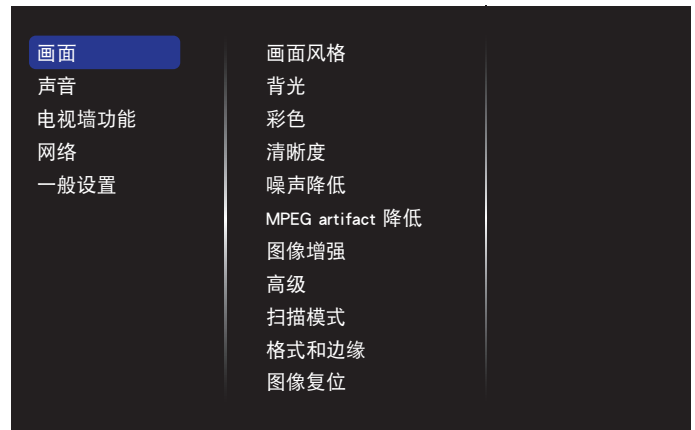 画面
声音
电视墙功能
网络
一般设置
画面风格
背光
彩色
清晰度
噪声降低
MPEG artifact 降低
图像增强
高级
扫描模式
格式和边缘
图像复位